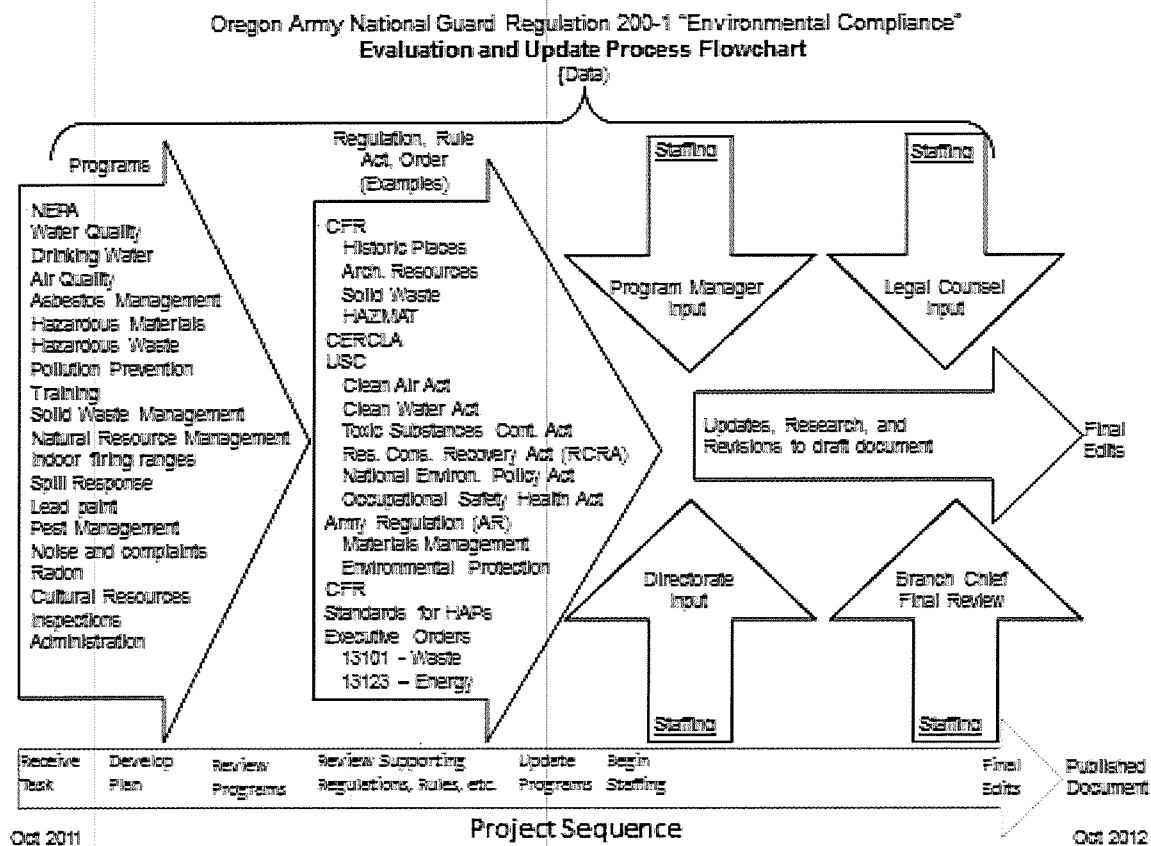 Oregon Army National Guard Regulation 200-1 "Environmental Compliance"
Evaluation and Update Process Flowchart
(Data)
Programs
NEPA
Water Quality
Drinking Water
Air Quality
Asbestos Management
Hazardous Materials
Hazardous Waste
Pollution Prevention
Training
Solid Waste Management
Natural Resource Management
Indoor firing ranges
Spill Response
Lead paint
Pest Management
Noise and complaints
Radon
Cultural Resources
Inspections
Administration
Regulation, Rule
Act, Order
(Examples)
CFR
Historic Places
Arch. Resources
Solid Waste
HAZMAT
CERCLA
USC
Clean Air Act
Clean Water Act
Toxic Substances Cont. Act
Res. Cons. Recovery Act (RCRA)
National Environ. Policy Act
Occupational Safety Health Act
Army Regulation (AR)
Materials Management
Environmental Protection
CFR
Standards for HAPs
Executive Orders
13101 - Waste
13123 - Energy
Staffing
Program Manager
Input
Staffing
Legal Counsel
Input
Updates, Research, and
Revisions to draft document
Final
Edits
Directorate
Input
Staffing
Branch Chief
Final Review
Staffing
Receive
Task
Develop
Plan
Review
Programs
Review Supporting
Regulations, Rules, etc.
Update
Programs
Begin
Staffing
Final
Edits
Published
Document
Oct 2011
Project Sequence
Oct 2012